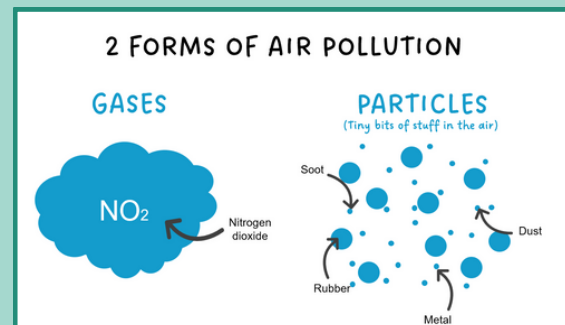 2 FORMS OF AIR POLLUTION
GASES
NO₂
Nitrogen
dioxide
PARTICLES
(Tiny bits of stuff in the air)
Soot
Dust
Rubber
Metal